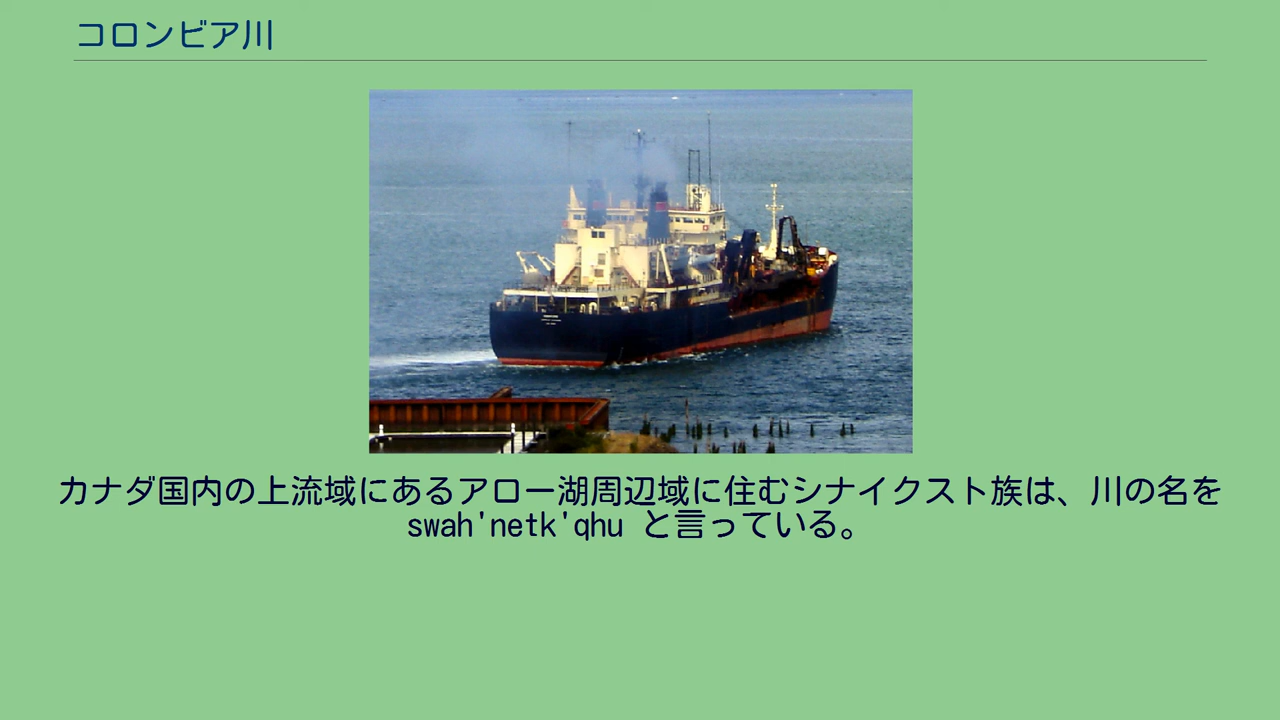 コロンビア川
カナダ国内の上流域にあるアロー湖周辺域に住むシナイクスト族は、川の名を
swah'netk'qhu と言っている。